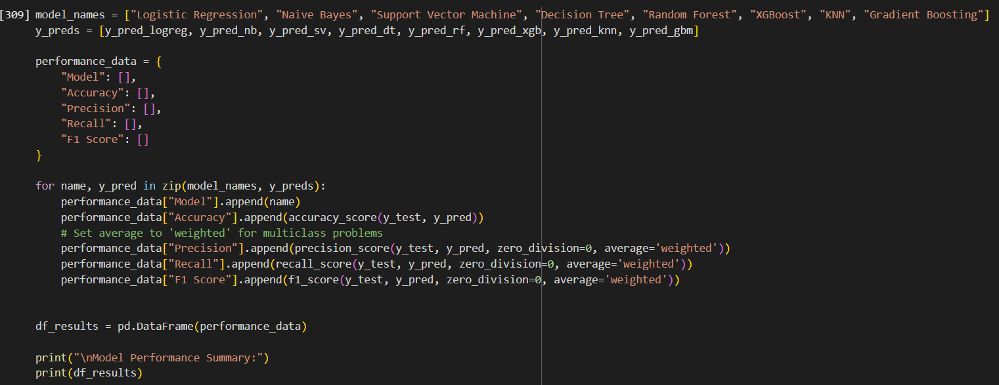 [309] model_names = ["Logistic Regression", "Naive Bayes", "Support Vector Machine", "Decision Tree", "Random Forest", "XGBoost", "KNN", "Gradient Boosting"]
y_preds = [y_pred_logreg, y_pred_nb, y_pred_sv, y_pred_dt, y_pred_rf, y_pred_xgb, y_pred_knn, y_pred_gbm]

performance_data = {
    "Model": [],
    "Accuracy": [],
    "Precision": [],
    "Recall": [],
    "F1 Score": []
}

for name, y_pred in zip(model_names, y_preds):
    performance_data["Model"].append(name)
    performance_data["Accuracy"].append(accuracy_score(y_test, y_pred))
    # Set average to 'weighted' for multiclass problems
    performance_data["Precision"].append(precision_score(y_test, y_pred, zero_division=0, average='weighted'))
    performance_data["Recall"].append(recall_score(y_test, y_pred, zero_division=0, average='weighted'))
    performance_data["F1 Score"].append(f1_score(y_test, y_pred, zero_division=0, average='weighted'))

df_results = pd.DataFrame(performance_data)

print("\nModel Performance Summary:")
print(df_results)